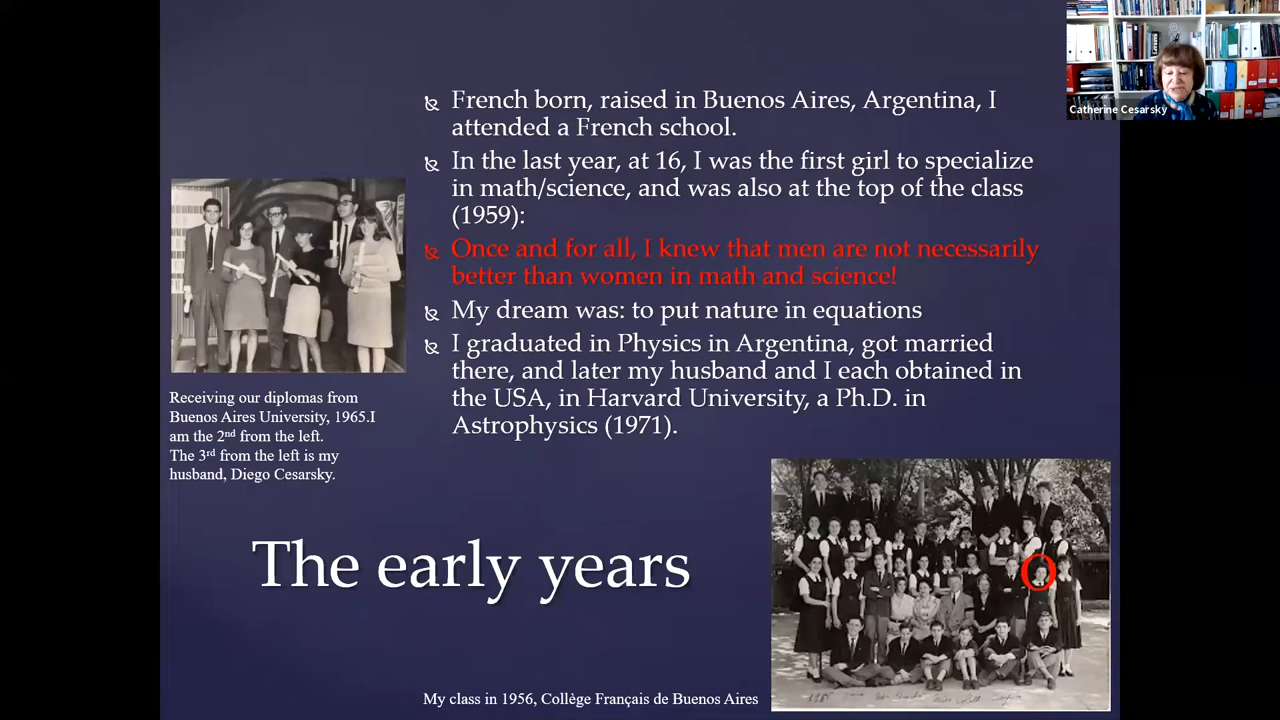 Catherine Cesarsky
French born, raised in Buenos Aires, Argentina, I
attended a French school.
In the last year, at 16, I was the first girl to specialize
in math/science, and was also at the top of the class
(1959):
Once and for all, I knew that men are not necessarily
better than women in math and science!
My dream was: to put nature in equations
I graduated in Physics in Argentina, got married
there, and later my husband and I each obtained in
the USA, in Harvard University, a Ph.D. in
Astrophysics (1971).
Receiving our diplomas from
Buenos Aires University, 1965.I
am the 2nd from the left.
The 3rd from the left is my
husband, Diego Cesarsky.
The early years
My class in 1956, Collège Français de Buenos Aires